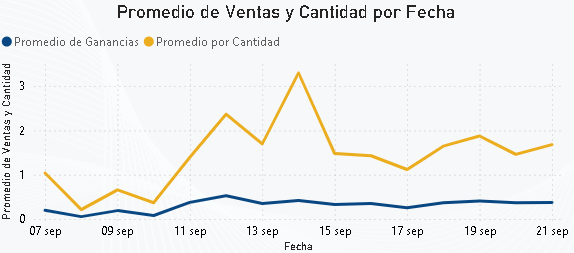 Promedio de Ventas y Cantidad por Fecha
Promedio de Ganancias Promedio por Cantidad
Promedio de Ventas y Cantidad
3
2
1
0
07 sep 09 sep 11 sep 13 sep 15 sep 17 sep 19 sep 21 sep
Fecha